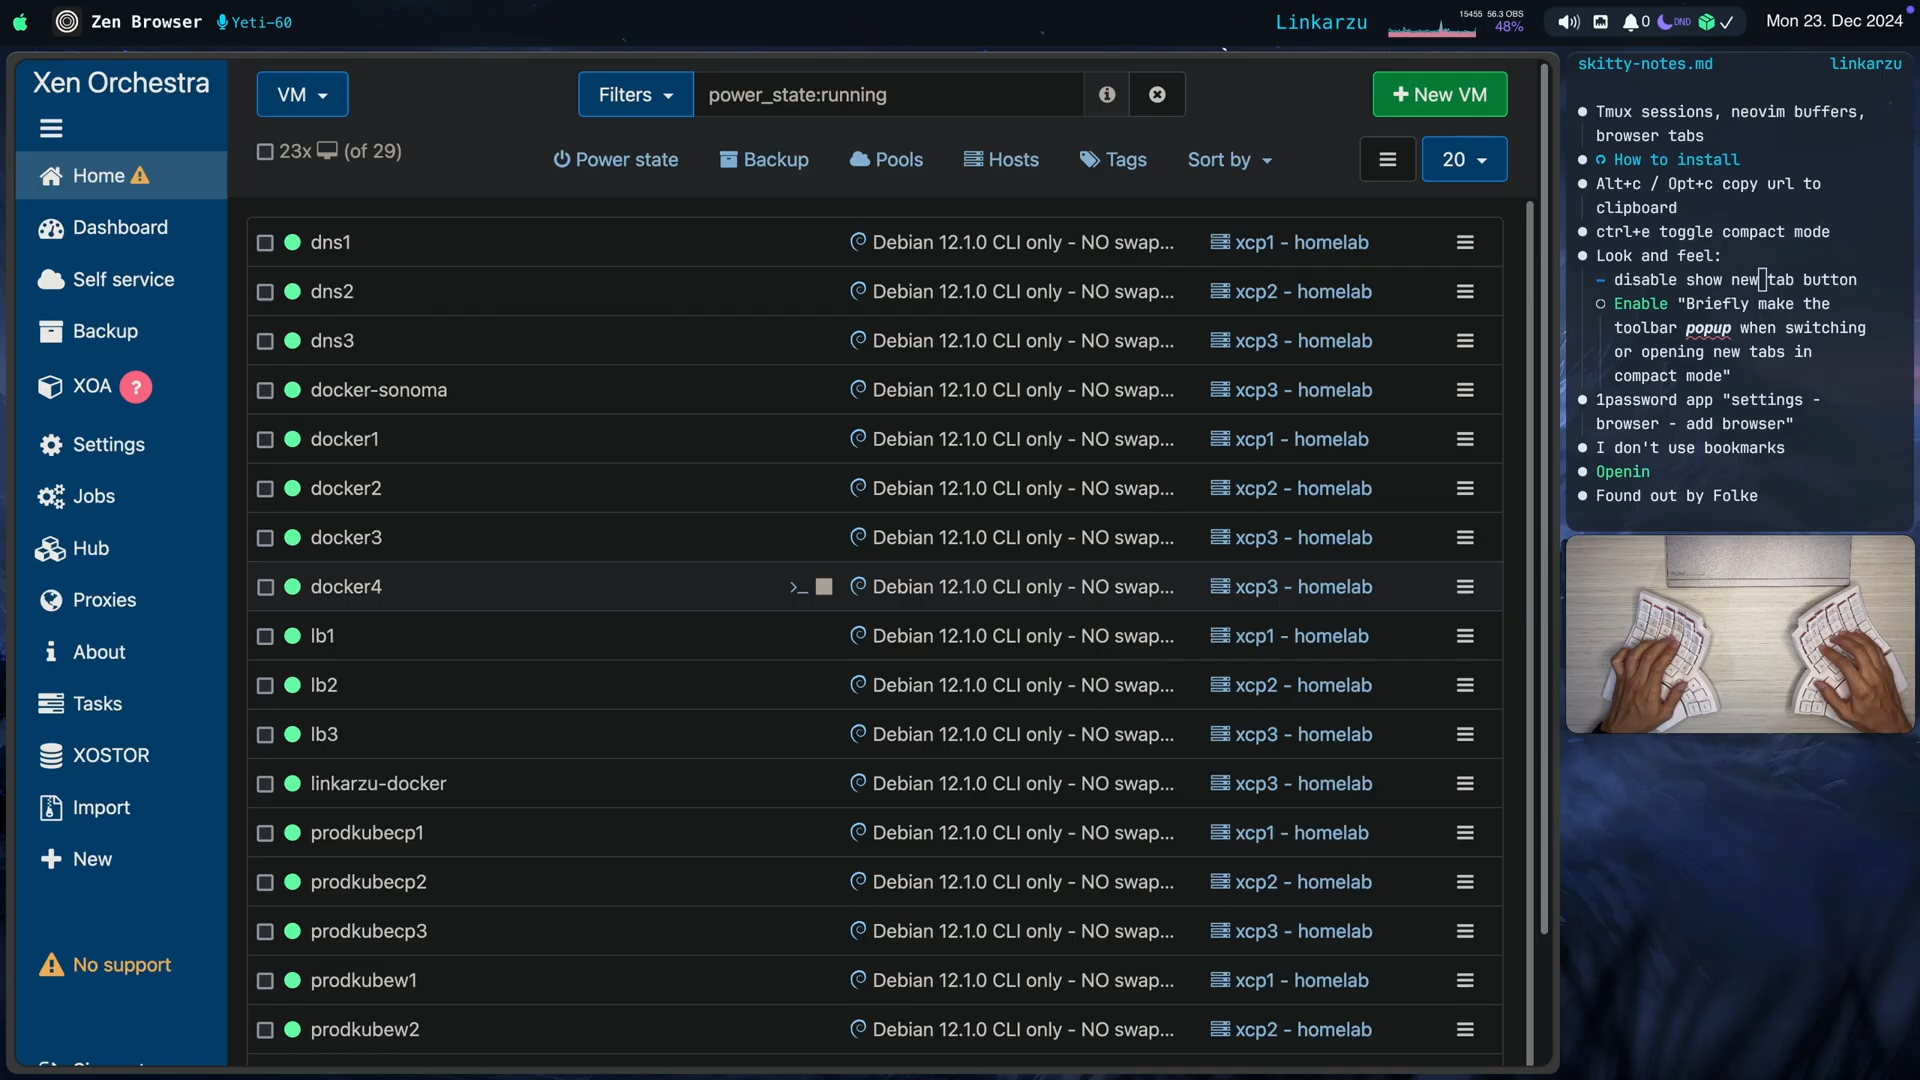 Zen Browser
Yeti-60
Linkarzu
15455 56.3 OBS
48%
0
DND
Mon 23. Dec 2024
Xen Orchestra
Home
Dashboard
Self service
Backup
XOA ?
Settings
Jobs
Hub
Proxies
About
Tasks
XOSTOR
Import
New
No support
VM
Filters
power_state:running
New VM
23x (of 29)
Power state
Backup
Pools
Hosts
Tags
Sort by
20
dns1 Debian 12.1.0 CLI only - NO swap... xcp1 - homelab
dns2 Debian 12.1.0 CLI only - NO swap... xcp2 - homelab
dns3 Debian 12.1.0 CLI only - NO swap... xcp3 - homelab
docker-sonoma Debian 12.1.0 CLI only - NO swap... xcp3 - homelab
docker1 Debian 12.1.0 CLI only - NO swap... xcp1 - homelab
docker2 Debian 12.1.0 CLI only - NO swap... xcp2 - homelab
docker3 Debian 12.1.0 CLI only - NO swap... xcp3 - homelab
docker4 >_ Debian 12.1.0 CLI only - NO swap... xcp3 - homelab
lb1 Debian 12.1.0 CLI only - NO swap... xcp1 - homelab
lb2 Debian 12.1.0 CLI only - NO swap... xcp2 - homelab
lb3 Debian 12.1.0 CLI only - NO swap... xcp3 - homelab
linkarzu-docker Debian 12.1.0 CLI only - NO swap... xcp3 - homelab
prodkubecp1 Debian 12.1.0 CLI only - NO swap... xcp1 - homelab
prodkubecp2 Debian 12.1.0 CLI only - NO swap... xcp2 - homelab
prodkubecp3 Debian 12.1.0 CLI only - NO swap... xcp3 - homelab
prodkubew1 Debian 12.1.0 CLI only - NO swap... xcp1 - homelab
prodkubew2 Debian 12.1.0 CLI only - NO swap... xcp2 - homelab
skitty-notes.md linkarzu
Tmux sessions, neovim buffers,
browser tabs
How to install
Alt+c / Opt+c copy url to
clipboard
ctrl+e toggle compact mode
Look and feel:
- disable show new tab button
Enable "Briefly make the
toolbar popup when switching
or opening new tabs in
compact mode"
1password app "settings -
browser - add browser"
I don't use bookmarks
Openin
Found out by Folke